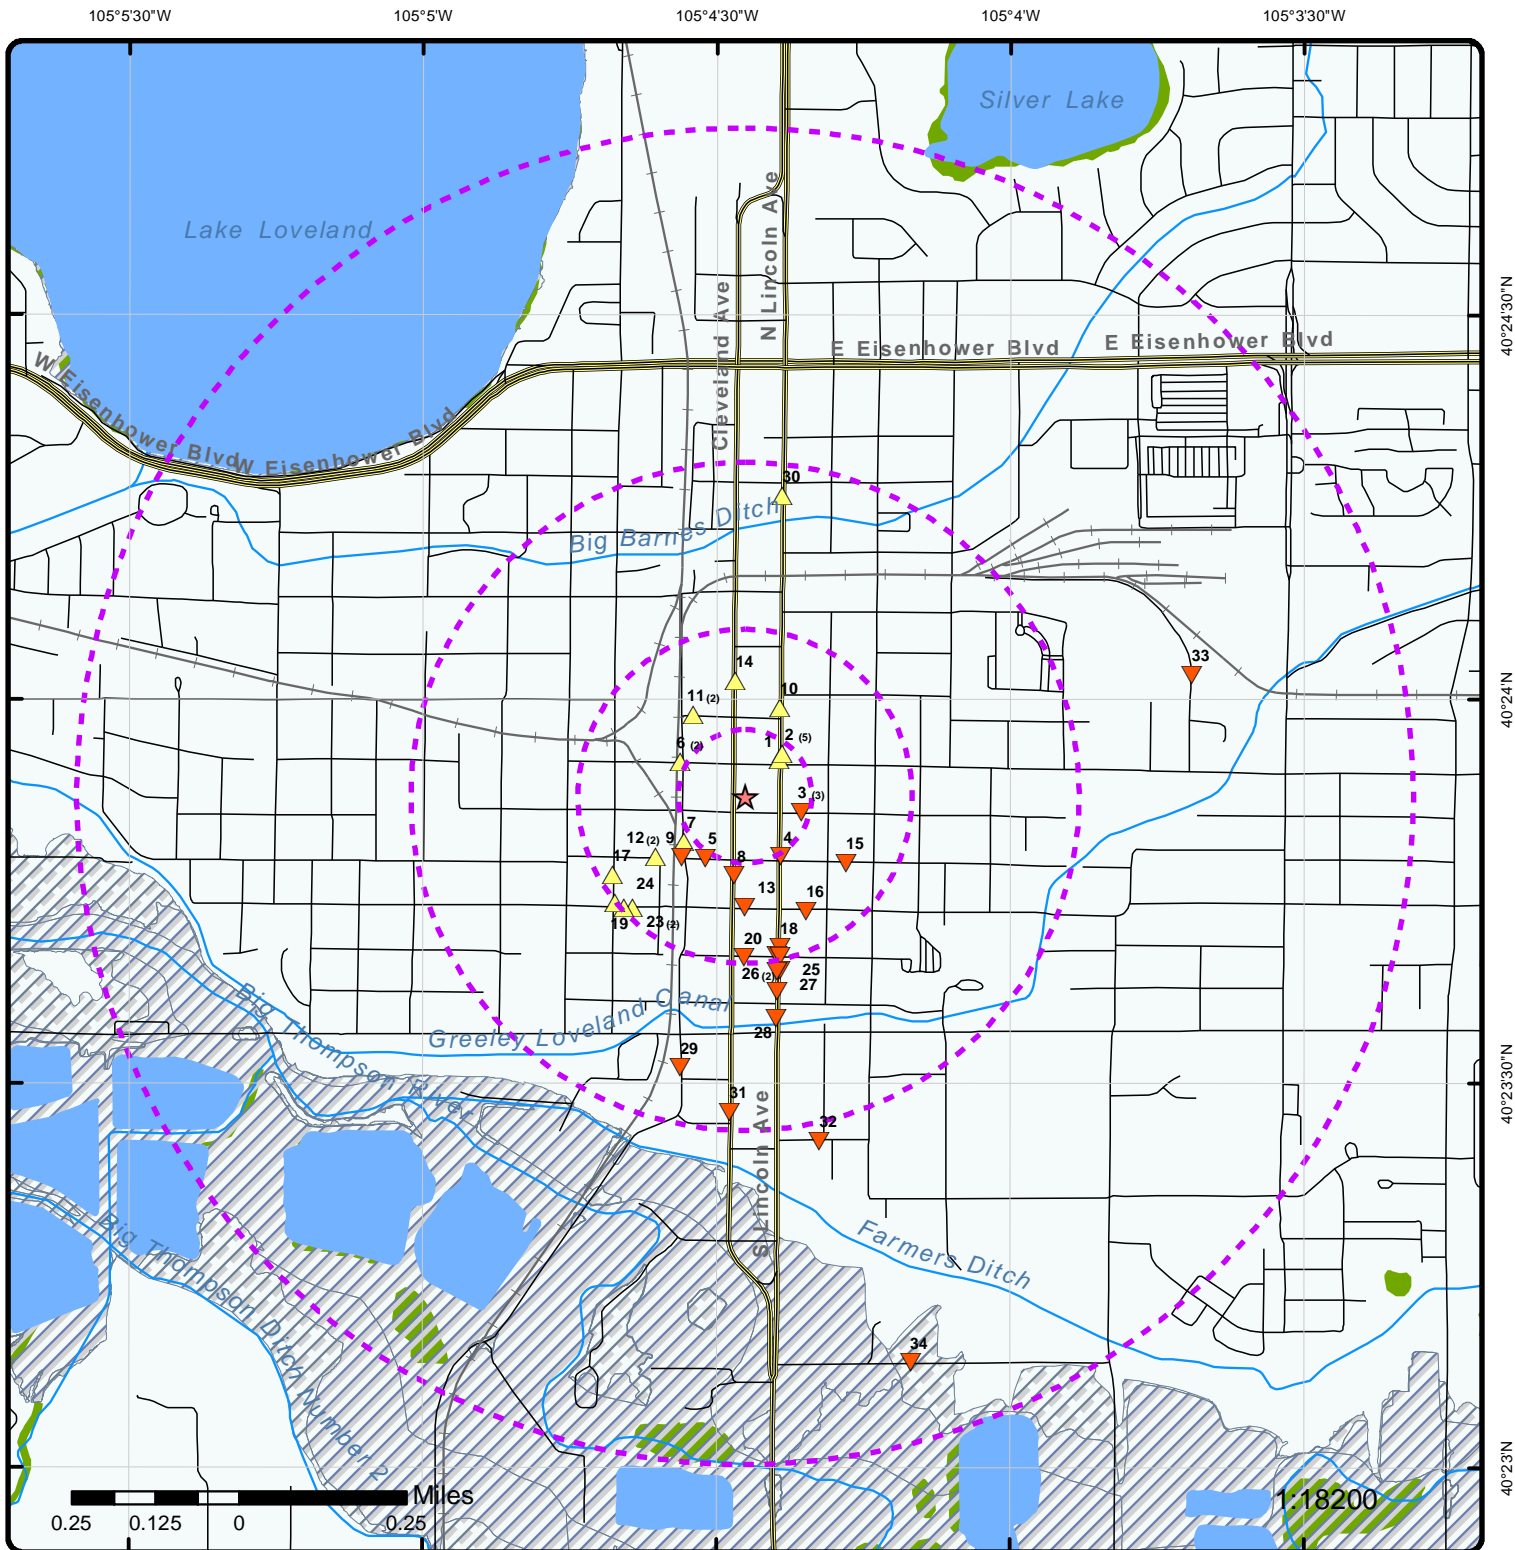 105°5'30"W
105°5'W
105°4'30"W
105°4'W
105°3'30"W
Silver Lake
Lake Loveland
N Lincoln Ave
Cleveland Ave
40°24'30"N
E Eisenhower Blvd
E Eisenhower Blvd
W Eisenhower Blvd
W Eisenhower Blvd
30
Big Barnes Ditch
14
33
11 (2)
10
40°24'N
6 (2)
1
2 (5)
3 (3)
7
12 (2)
9
5
4
15
8
17
24
13
16
19
23 (2)
18
20
26 (2)
25
27
Big Thompson River
Greeley Loveland Canal
28
29
31
40°23'30"N
32
S Lincoln Ave
Farmers Ditch
Big Thompson Ditch Number 2
34
40°23'N
Miles
0.25
0.125
0
0.25
1:18200